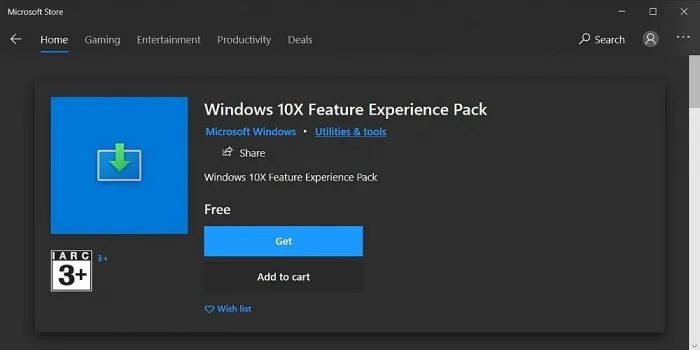 Microsoft Store
Home Gaming Entertainment Productivity Deals Search
Windows 10X Feature Experience Pack
Microsoft Windows • Utilities & tools
Share
Windows 10X Feature Experience Pack
Free
Get
Add to cart
Wish list
IARC
3+
3+